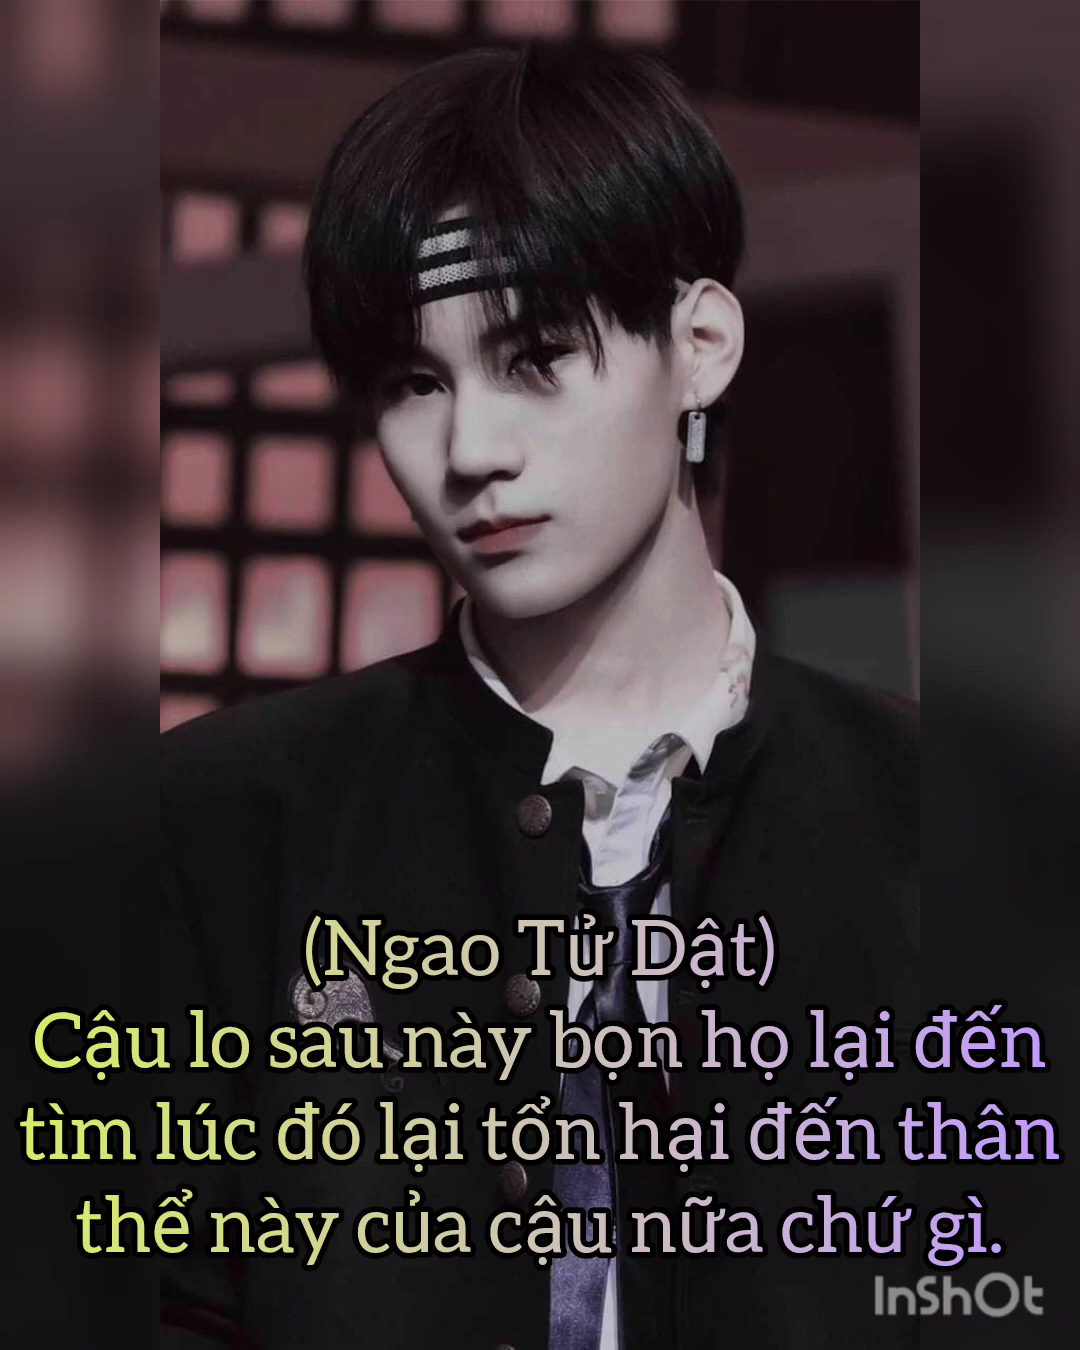 (Ngao Tử Dật)
Cậu lo sau này bọn họ lại đến
tìm lúc đó lại tổn hại đến thân
thể này của cậu nữa chứ gì.
InShOt